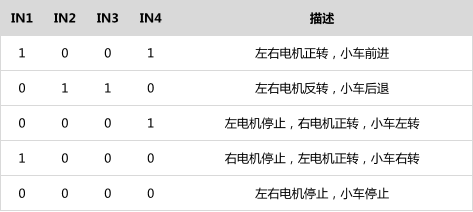 IN1 IN2 IN3 IN4 描述
1 0 0 1 左右电机正转，小车前进
0 1 1 0 左右电机反转，小车后退
0 0 0 1 左电机停止，右电机正转，小车左转
1 0 0 0 右电机停止，左电机正转，小车右转
0 0 0 0 左右电机停止，小车停止